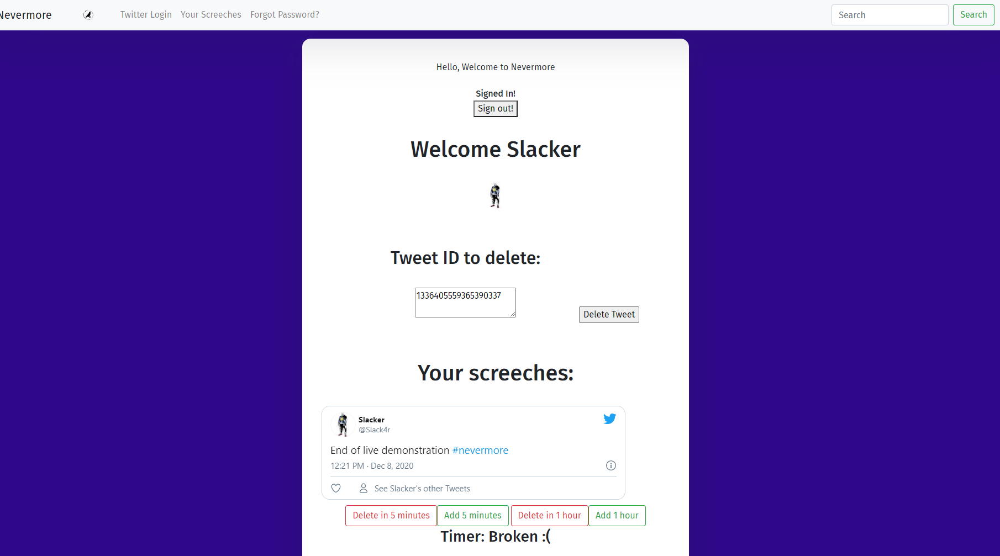 Nevermore Twitter Login Your Screeches Forgot Password? Search Search
Hello, Welcome to Nevermore
Signed In!
Sign out!
Welcome Slacker
Tweet ID to delete:
1336405559365390337
Delete Tweet
Your screeches:
Slacker
@Slack4r
End of live demonstration #nevermore
12:21 PM · Dec 8, 2020
See Slacker's other Tweets
Delete in 5 minutes Add 5 minutes Delete in 1 hour Add 1 hour
Timer: Broken :(